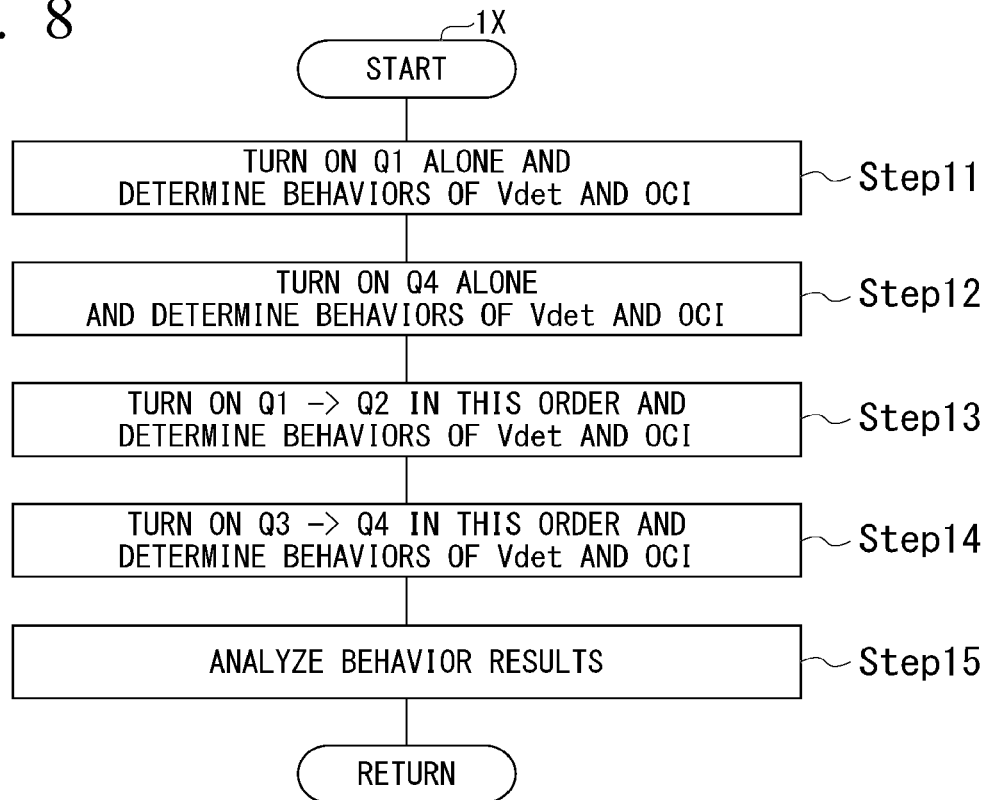 . 8
1X
START
TURN ON Q1 ALONE AND
DETERMINE BEHAVIORS OF Vdet AND OCI
Step11
TURN ON Q4 ALONE
AND DETERMINE BEHAVIORS OF Vdet AND OCI
Step12
TURN ON Q1 -> Q2 IN THIS ORDER AND
DETERMINE BEHAVIORS OF Vdet AND OCI
Step13
TURN ON Q3 -> Q4 IN THIS ORDER AND
DETERMINE BEHAVIORS OF Vdet AND OCI
Step14
ANALYZE BEHAVIOR RESULTS
Step15
RETURN